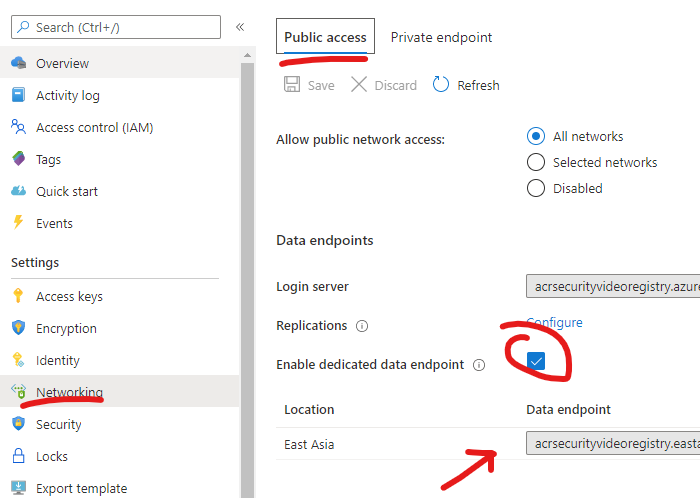 Search (Ctrl+/)
«
Overview
Activity log
Access control (IAM)
Tags
Quick start
Events
Settings
Access keys
Encryption
Identity
Networking
Security
Locks
Export template
Public access
Private endpoint
Save
Discard
Refresh
Allow public network access:
All networks
Selected networks
Disabled
Data endpoints
Login server
acrsecurityvideoregistry.azure
Replications
Configure
Enable dedicated data endpoint
Location
Data endpoint
East Asia
acrsecurityvideoregistry.easta